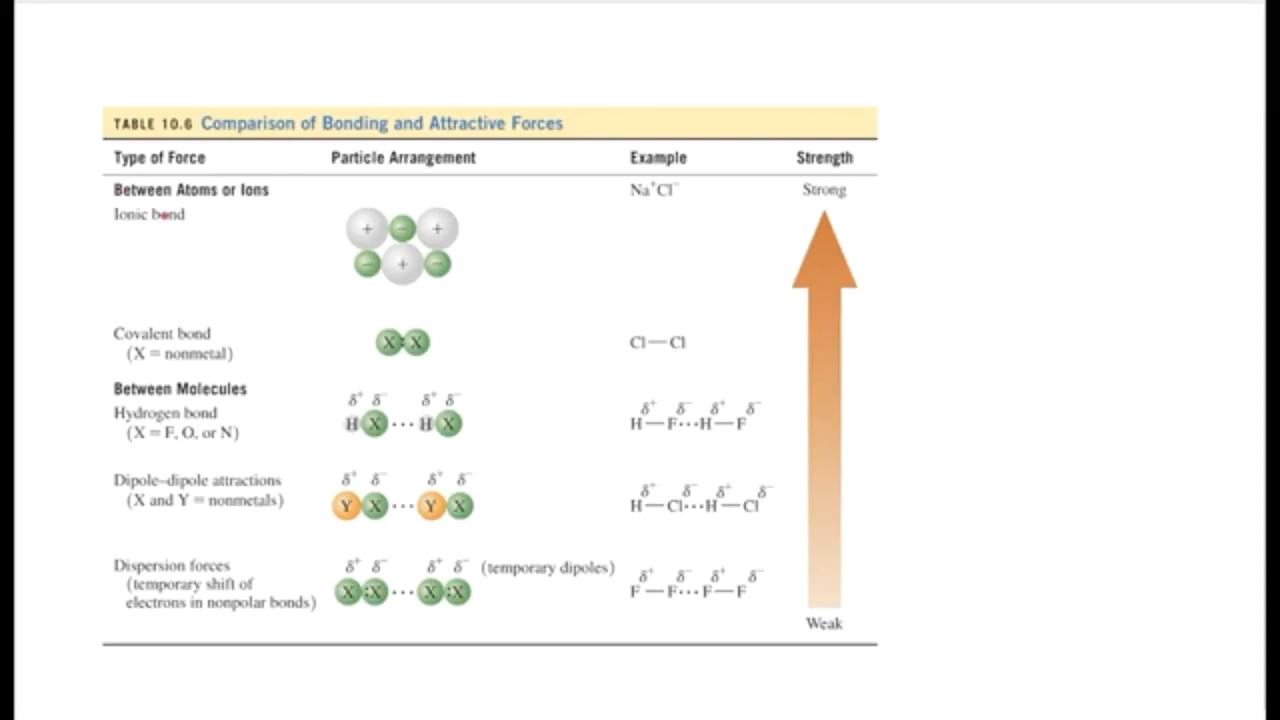 TABLE 10.6 Comparison of Bonding and Attractive Forces
Type of Force Particle Arrangement Example Strength
Between Atoms or Ions Na⁺Cl⁻ Strong
Ionic bond
+ − +
− + −
Covalent bond
(X = nonmetal)
X:X
Cl—Cl
Between Molecules
Hydrogen bond
(X = F, O, or N)
δ⁺ δ⁻ δ⁺ δ⁻
H X ··· H X
δ⁺ δ⁻ δ⁺ δ⁻
H—F···H—F
Dipole–dipole attractions
(X and Y = nonmetals)
δ⁺ δ⁻ δ⁺ δ⁻
Y X ··· Y X
δ⁺ δ⁻ δ⁺ δ⁻
H—Cl···H—Cl
Dispersion forces
(temporary shift of
electrons in nonpolar bonds)
δ⁺ δ⁻ δ⁺ δ⁻ (temporary dipoles)
X:X ··· X:X
δ⁺ δ⁻ δ⁺ δ⁻
F—F···F—F
Weak